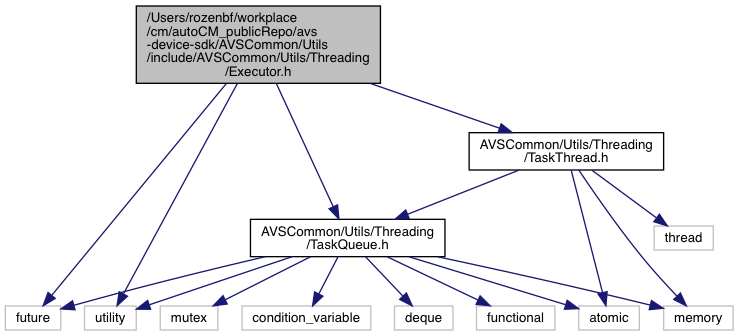 /Users/rozenbf/workplace
/cm/autoCM_publicRepo/avs
-device-sdk/AVSCommon/Utils
/include/AVSCommon/Utils/Threading
/Executor.h
AVSCommon/Utils/Threading
/TaskThread.h
AVSCommon/Utils/Threading
/TaskQueue.h
thread
future
utility
mutex
condition_variable
deque
functional
atomic
memory